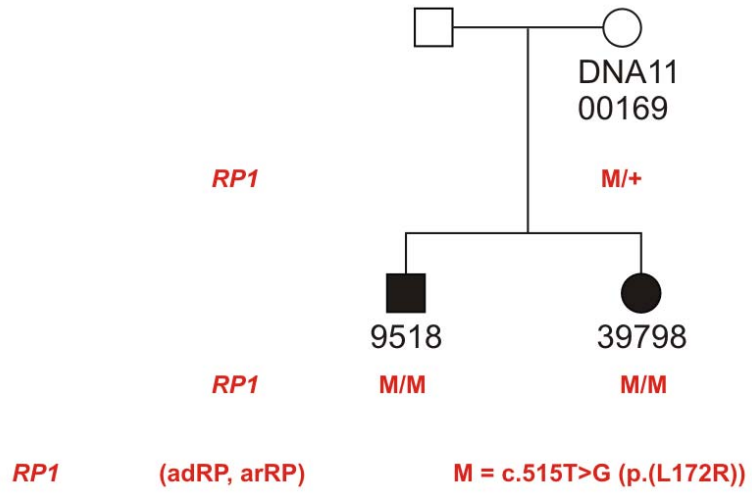 DNA11
00169
RP1 M/+
9518 39798
RP1 M/M M/M
RP1 (adRP, arRP) M = c.515T>G (p.(L172R))